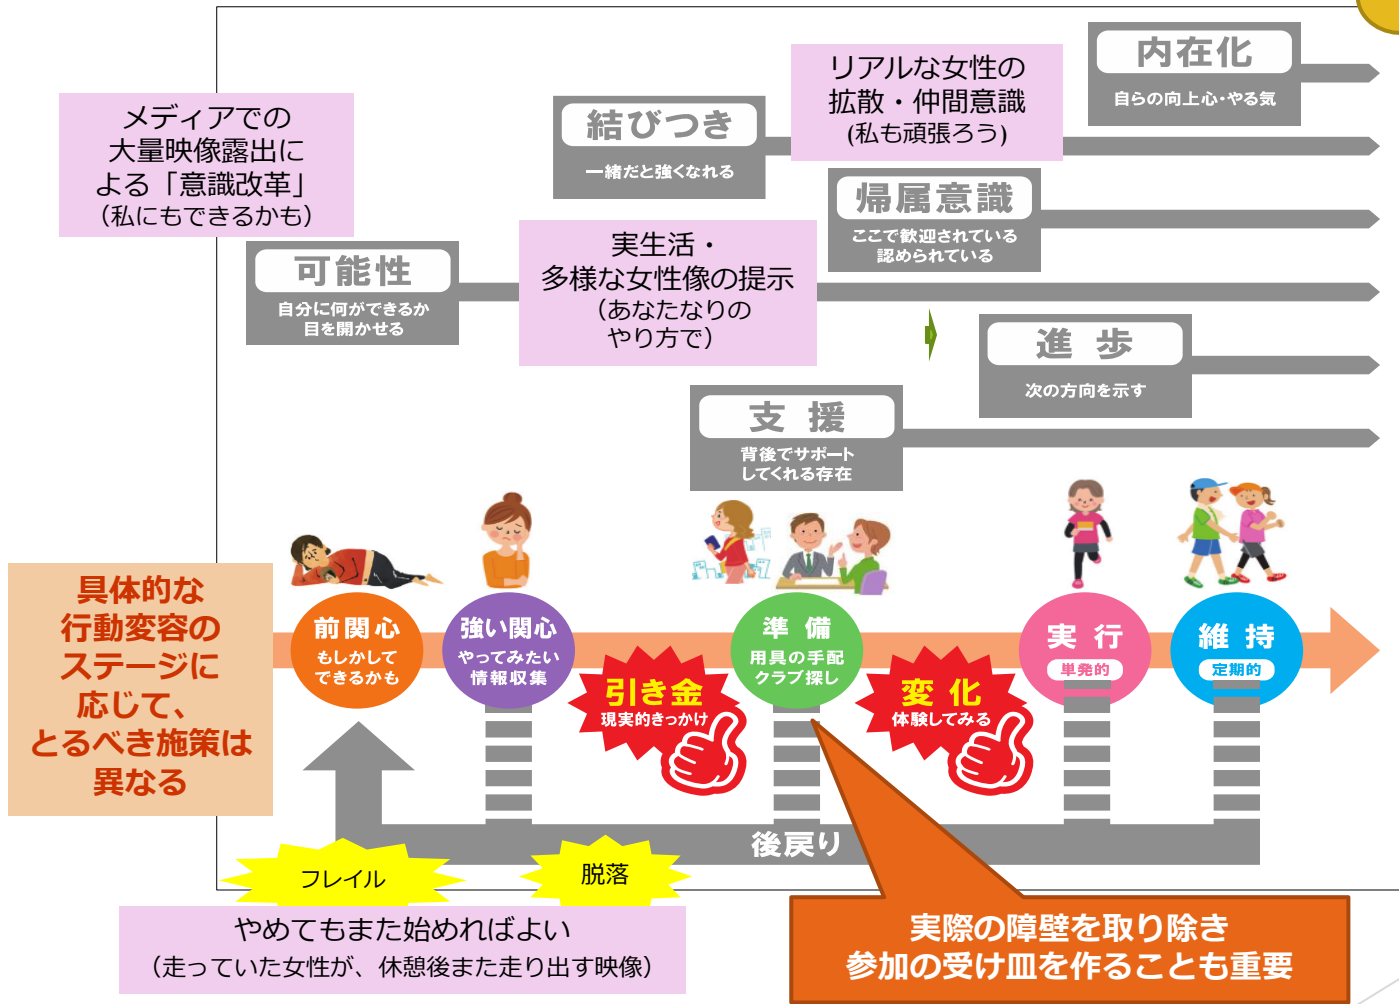 内在化
自らの向上心・やる気
リアルな女性の
拡散・仲間意識
(私も頑張ろう)
結びつき
一緒だと強くなれる
メディアでの
大量映像露出に
よる「意識改革」
（私にもできるかも）
帰属意識
ここで歓迎されている
認められている
可能性
自分に何ができるか
目を開かせる
実生活・
多様な女性像の提示
（あなたなりの
やり方で）
進歩
次の方向を示す
支援
背後でサポート
してくれる存在
具体的な
行動変容の
ステージに
応じて、
とるべき施策は
異なる
前関心
もしかして
できるかも
強い関心
やってみたい
情報収集
引き金
現実的きっかけ
準備
用具の手配
クラブ探し
変化
体験してみる
実行
単発的
維持
定期的
後戻り
フレイル
脱落
やめてもまた始めればよい
（走っていた女性が、休憩後また走り出す映像）
実際の障壁を取り除き
参加の受け皿を作ることも重要